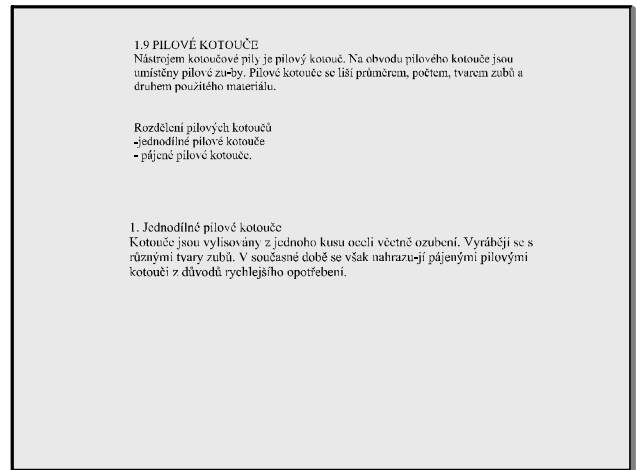 1.9 PILOVÉ KOTOUČE
Nástrojem kotoučové pily je pilový kotouč. Na obvodu pilového kotouče jsou
umístěny pilové zu-by. Pilové kotouče se liší průměrem, počtem, tvarem zubů a
druhem použitého materiálu.
Rozdělení pilových kotoučů
-jednodílné pilové kotouče
- pájené pilové kotouče.
1. Jednodílné pilové kotouče
Kotouče jsou vylisovány z jednoho kusu oceli včetně ozubení. Vyrábějí se s
různými tvary zubů. V současné době se však nahrazu-jí pájenými pilovými
kotouči z důvodů rychlejšího opotřebení.